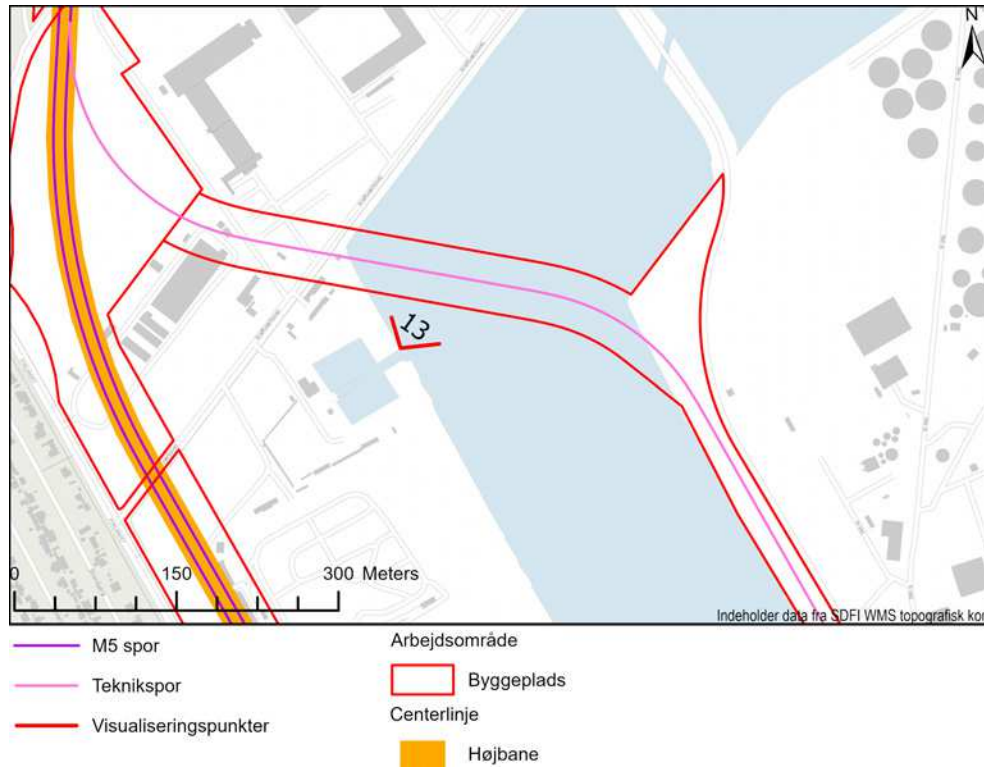 N
13
0 150 300 Meters
Indeholder data fra SDFI WMS topografisk kor
M5 spor
Teknikspor
Visualiseringspunkter
Arbejdsområde
Byggeplads
Centerlinje
Højbane